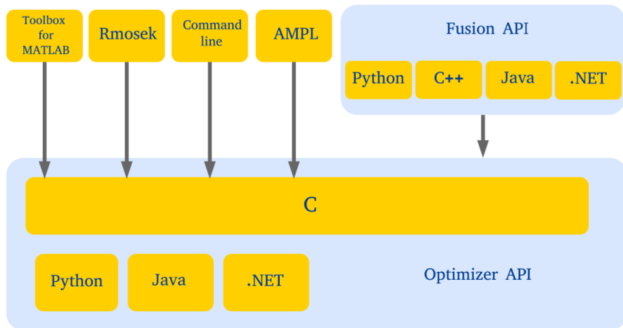 Toolbox
for
MATLAB
Rmosek
Command
line
AMPL
Fusion API
Python
C++
Java
.NET
C
Python
Java
.NET
Optimizer API